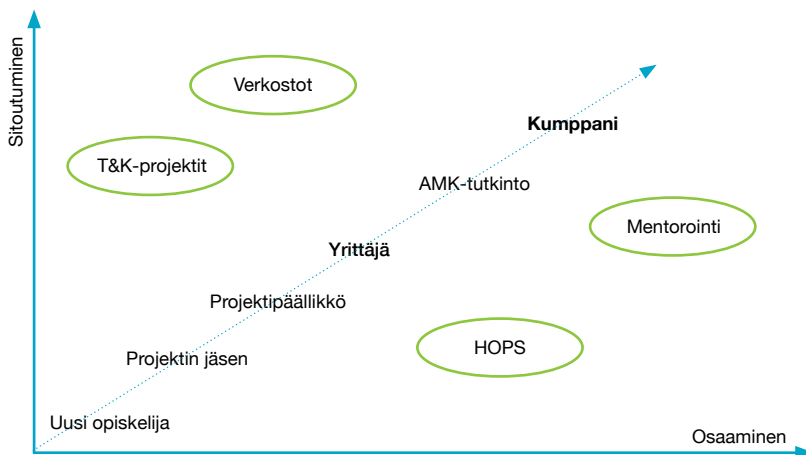 Sitoutuminen
Verkostot
Kumppani
T&K-projektit
AMK-tutkinto
Mentorointi
Yrittäjä
Projektipäällikkö
HOPS
Projektin jäsen
Uusi opiskelija
Osaaminen